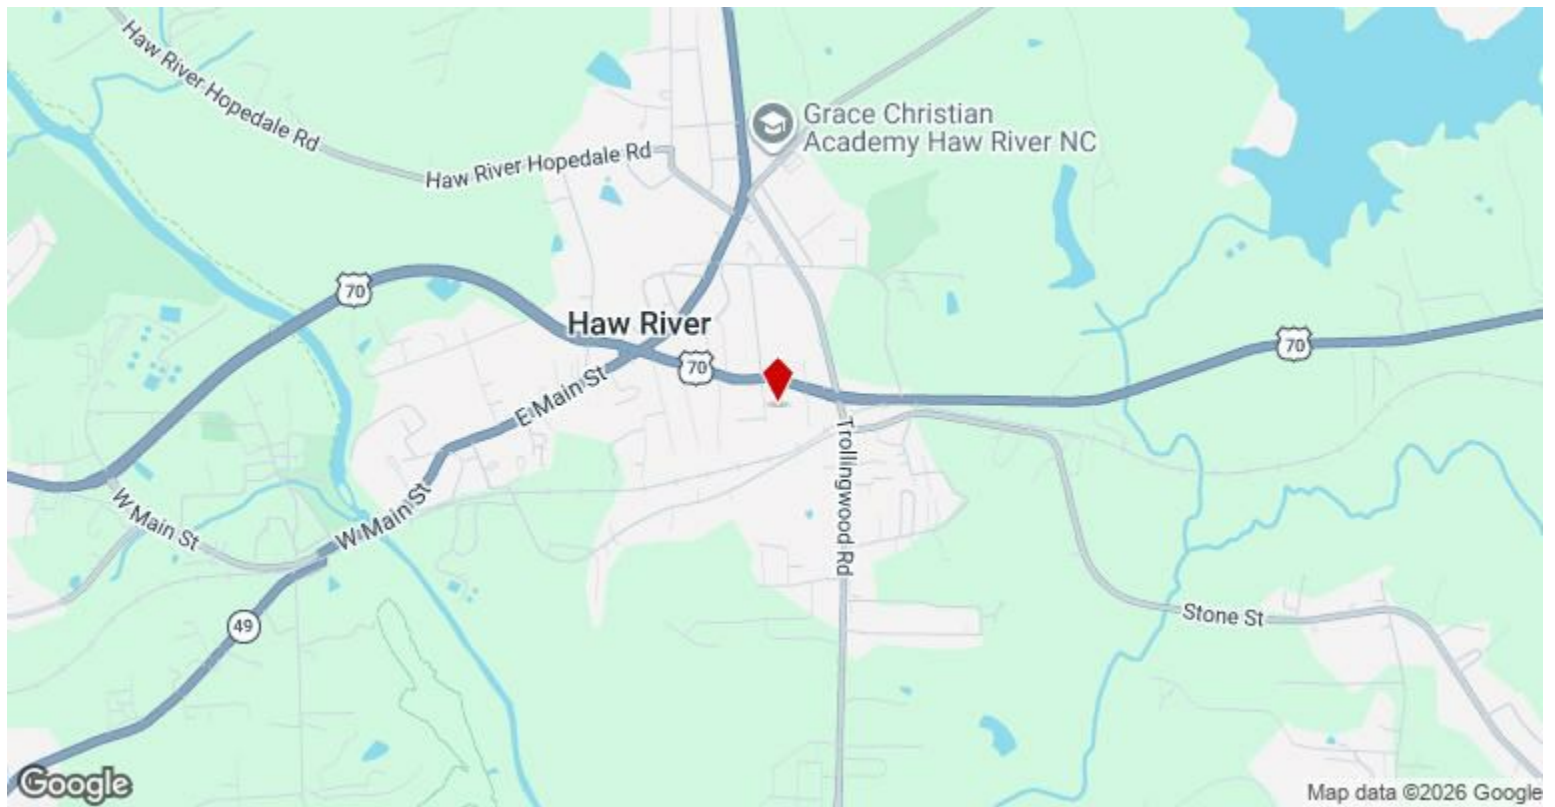 Haw River Hopedale Rd
Grace Christian
Academy Haw River NC
Haw River Hopedale Rd
70
Haw River
70
70
E Main St
Trollingwood Rd
W Main St
W Main St
49
Stone St
Google
Map data ©2026 Google